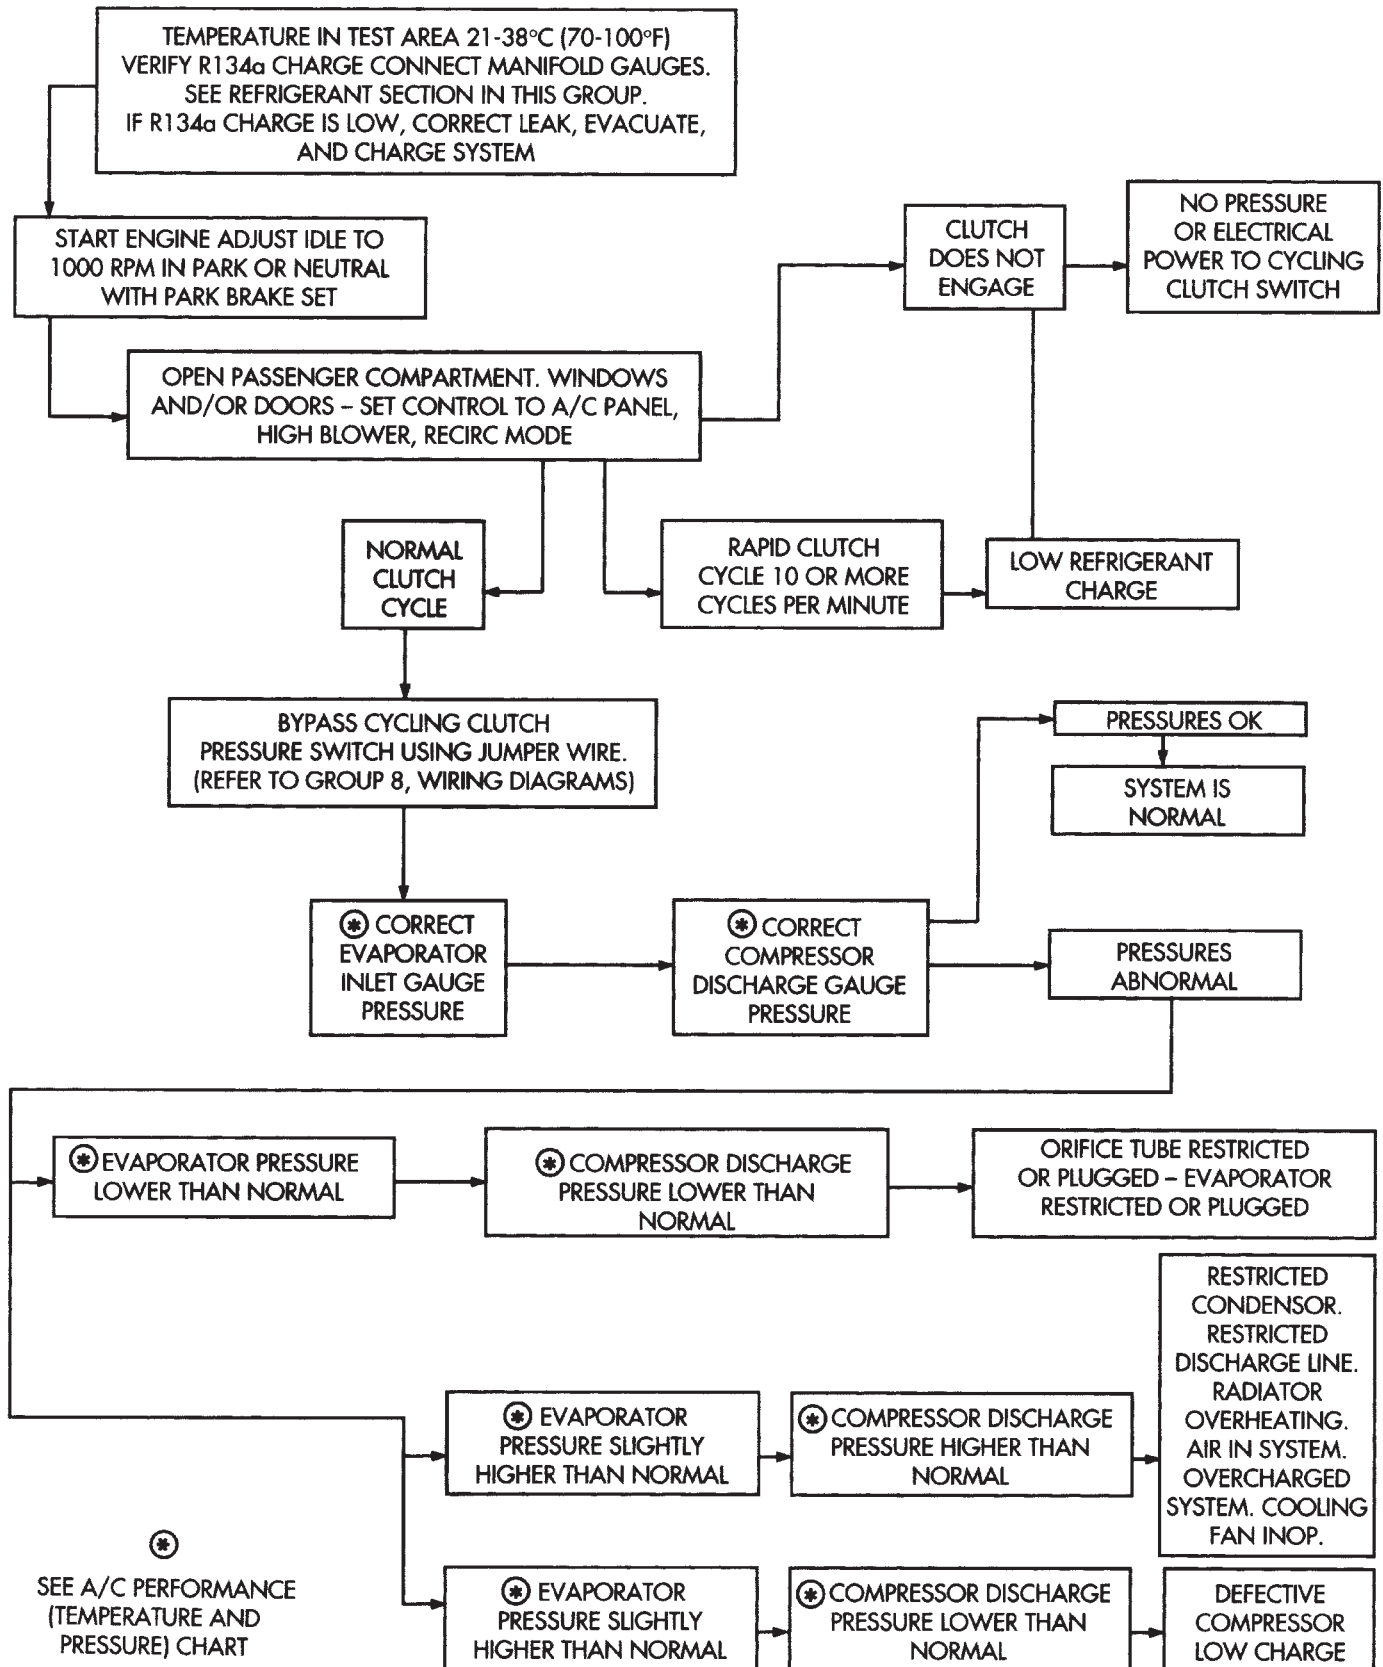 TEMPERATURE IN TEST AREA 21-38°C (70-100°F)
VERIFY R134a CHARGE CONNECT MANIFOLD GAUGES.
SEE REFRIGERANT SECTION IN THIS GROUP.
IF R134a CHARGE IS LOW, CORRECT LEAK, EVACUATE,
AND CHARGE SYSTEM
START ENGINE ADJUST IDLE TO
1000 RPM IN PARK OR NEUTRAL
WITH PARK BRAKE SET
CLUTCH
DOES NOT
ENGAGE
NO PRESSURE
OR ELECTRICAL
POWER TO CYCLING
CLUTCH SWITCH
OPEN PASSENGER COMPARTMENT. WINDOWS
AND/OR DOORS – SET CONTROL TO A/C PANEL,
HIGH BLOWER, RECIRC MODE
NORMAL
CLUTCH
CYCLE
RAPID CLUTCH
CYCLE 10 OR MORE
CYCLES PER MINUTE
LOW REFRIGERANT
CHARGE
BYPASS CYCLING CLUTCH
PRESSURE SWITCH USING JUMPER WIRE.
(REFER TO GROUP 8, WIRING DIAGRAMS)
PRESSURES OK
SYSTEM IS
NORMAL
* CORRECT
EVAPORATOR
INLET GAUGE
PRESSURE
* CORRECT
COMPRESSOR
DISCHARGE GAUGE
PRESSURE
PRESSURES
ABNORMAL
* EVAPORATOR PRESSURE
LOWER THAN NORMAL
* COMPRESSOR DISCHARGE
PRESSURE LOWER THAN
NORMAL
ORIFICE TUBE RESTRICTED
OR PLUGGED – EVAPORATOR
RESTRICTED OR PLUGGED
* EVAPORATOR
PRESSURE SLIGHTLY
HIGHER THAN NORMAL
* COMPRESSOR DISCHARGE
PRESSURE HIGHER THAN
NORMAL
RESTRICTED
CONDENSOR.
RESTRICTED
DISCHARGE LINE.
RADIATOR
OVERHEATING.
AIR IN SYSTEM.
OVERCHARGED
SYSTEM. COOLING
FAN INOP.
* EVAPORATOR
PRESSURE SLIGHTLY
HIGHER THAN NORMAL
* COMPRESSOR DISCHARGE
PRESSURE LOWER THAN
NORMAL
DEFECTIVE
COMPRESSOR
LOW CHARGE
*
SEE A/C PERFORMANCE
(TEMPERATURE AND
PRESSURE) CHART